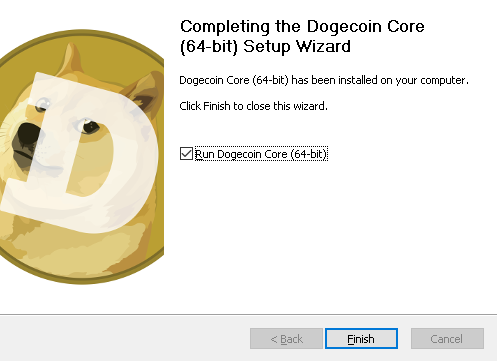 Completing the Dogecoin Core
(64-bit) Setup Wizard
Dogecoin Core (64-bit) has been installed on your computer.
Click Finish to close this wizard.
Run Dogecoin Core (64-bit)
D
< Back
Finish
Cancel